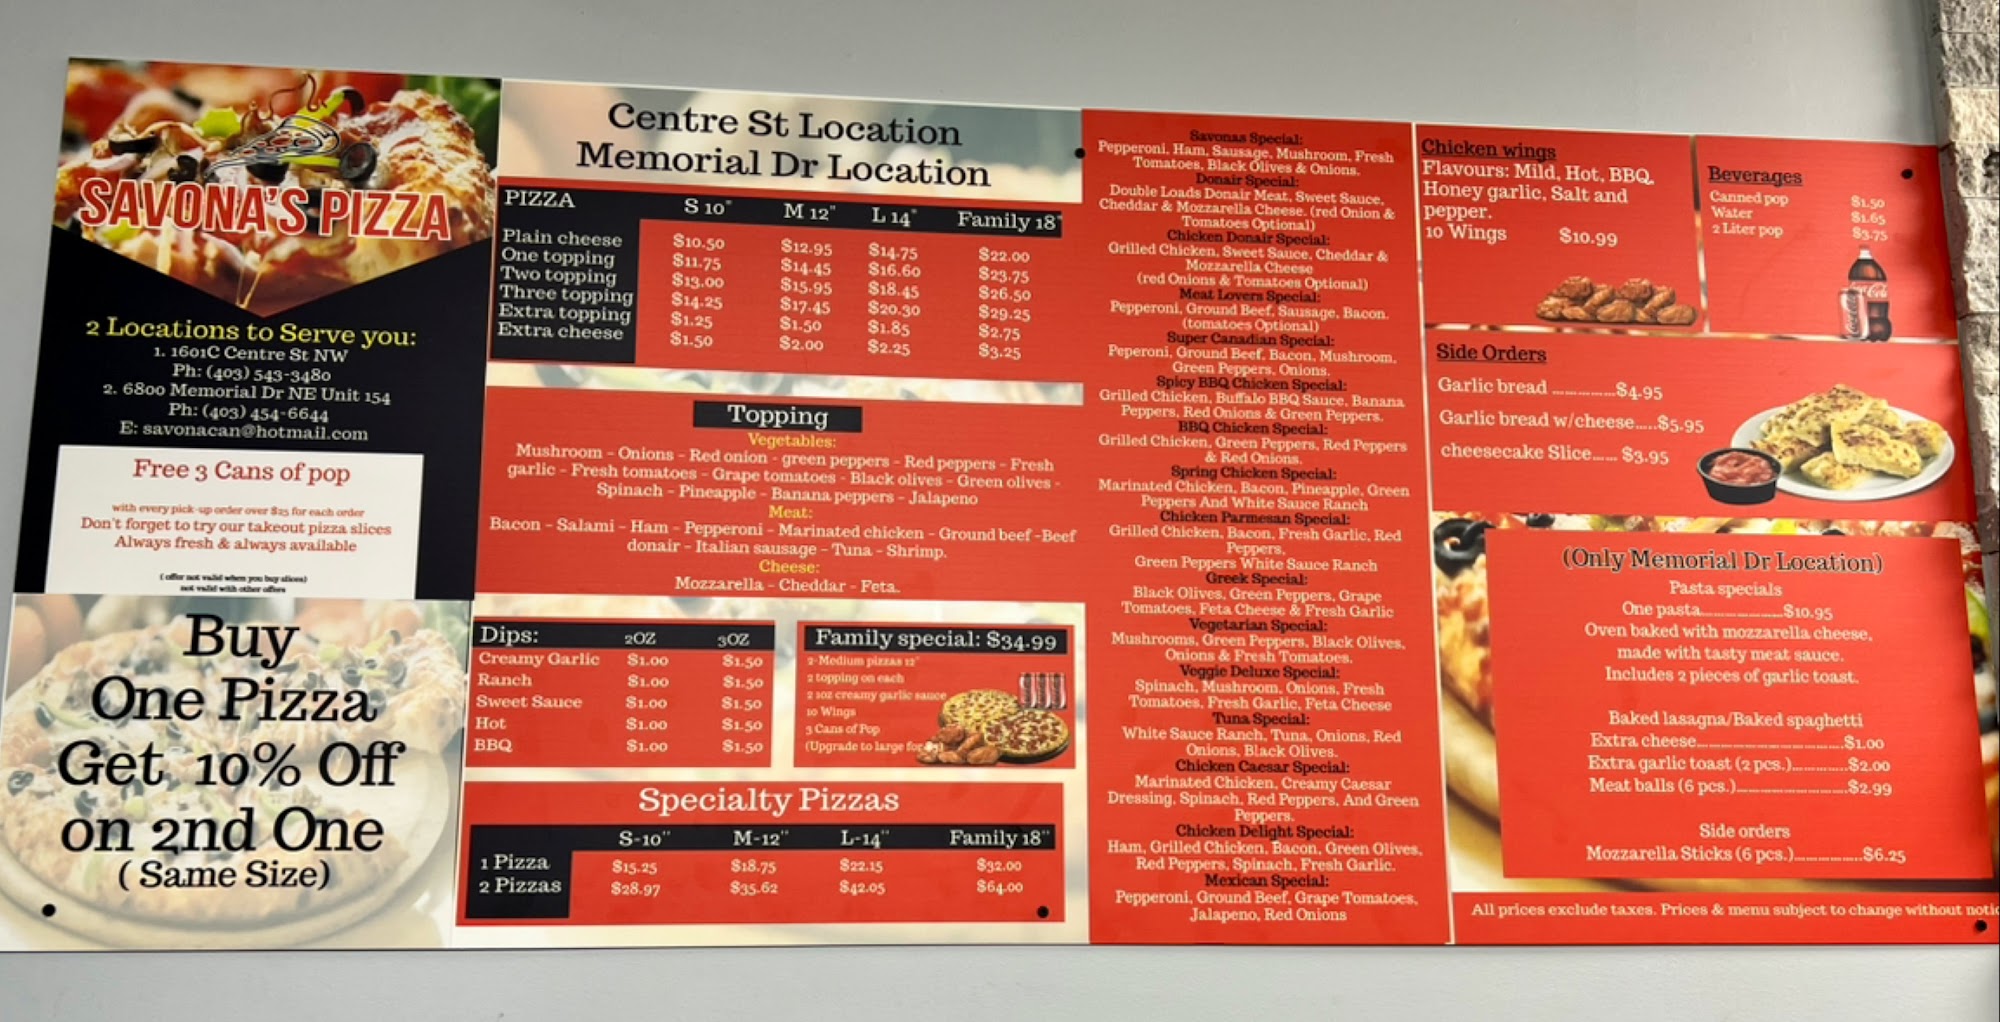 SAVONA'S PIZZA
2 Locations to Serve you:
1. 1601C Centre St NW
Ph: (403) 543-3480
2. 6800 Memorial Dr NE Unit 154
Ph: (403) 454-6644
E: savonacan@hotmail.com
Free 3 Cans of pop
with every pick-up order over $25 for each order
Don't forget to try our takeout pizza slices
Always fresh & always available
( offer not valid when you buy slices)
not valid with other offers
Buy
One Pizza
Get 10% Off
on 2nd One
( Same Size)
Centre St Location
Memorial Dr Location
PIZZA S 10" M 12" L 14" Family 18"
Plain cheese $10.50 $12.95 $14.75 $22.00
One topping $11.75 $14.45 $16.60 $23.75
Two topping $13.00 $15.95 $18.45 $26.50
Three topping $14.25 $17.45 $20.30 $29.25
Extra topping $1.25 $1.50 $1.85 $2.75
Extra cheese $1.50 $2.00 $2.25 $3.25
Topping
Vegetables:
Mushroom - Onions - Red onion - green peppers - Red peppers - Fresh
garlic - Fresh tomatoes - Grape tomatoes - Black olives - Green olives -
Spinach - Pineapple - Banana peppers - Jalapeno
Meat:
Bacon - Salami - Ham - Pepperoni - Marinated chicken - Ground beef -Beef
donair - Italian sausage - Tuna - Shrimp.
Cheese:
Mozzarella - Cheddar - Feta.
Dips: 2OZ 3OZ
Creamy Garlic $1.00 $1.50
Ranch $1.00 $1.50
Sweet Sauce $1.00 $1.50
Hot $1.00 $1.50
BBQ $1.00 $1.50
Family special: $34.99
2-Medium pizzas 12"
2 topping on each
2 2oz creamy garlic sauce
10 Wings
3 Cans of Pop
(Upgrade to large for $3)
Specialty Pizzas
S-10" M-12" L-14" Family 18"
1 Pizza $15.25 $18.75 $22.15 $32.00
2 Pizzas $28.97 $35.62 $42.05 $64.00
Savonas Special:
Pepperoni, Ham, Sausage, Mushroom, Fresh
Tomatoes, Black Olives & Onions.
Donair Special:
Double Loads Donair Meat, Sweet Sauce,
Cheddar & Mozzarella Cheese. (red Onion &
Tomatoes Optional)
Chicken Donair Special:
Grilled Chicken, Sweet Sauce, Cheddar &
Mozzarella Cheese
(red Onions & Tomatoes Optional)
Meat Lovers Special:
Pepperoni, Ground Beef, Sausage, Bacon.
(tomatoes Optional)
Super Canadian Special:
Peperoni, Ground Beef, Bacon, Mushroom,
Green Peppers, Onions.
Spicy BBQ Chicken Special:
Grilled Chicken, Buffalo BBQ Sauce, Banana
Peppers, Red Onions & Green Peppers.
BBQ Chicken Special:
Grilled Chicken, Green Peppers, Red Peppers
& Red Onions.
Spring Chicken Special:
Marinated Chicken, Bacon, Pineapple, Green
Peppers And White Sauce Ranch
Chicken Parmesan Special:
Grilled Chicken, Bacon, Fresh Garlic, Red
Peppers,
Green Peppers White Sauce Ranch
Greek Special:
Black Olives, Green Peppers, Grape
Tomatoes, Feta Cheese & Fresh Garlic
Vegetarian Special:
Mushrooms, Green Peppers, Black Olives,
Onions & Fresh Tomatoes.
Veggie Deluxe Special:
Spinach, Mushroom, Onions, Fresh
Tomatoes, Fresh Garlic, Feta Cheese
Tuna Special:
White Sauce Ranch, Tuna, Onions, Red
Onions, Black Olives.
Chicken Caesar Special:
Marinated Chicken, Creamy Caesar
Dressing, Spinach, Red Peppers, And Green
Peppers.
Chicken Delight Special:
Ham, Grilled Chicken, Bacon, Green Olives,
Red Peppers, Spinach, Fresh Garlic.
Mexican Special:
Pepperoni, Ground Beef, Grape Tomatoes,
Jalapeno, Red Onions
Chicken wings
Flavours: Mild, Hot, BBQ,
Honey garlic, Salt and
pepper.
10 Wings $10.99
Beverages
Canned pop $1.50
Water $1.65
2 Liter pop $3.75
Side Orders
Garlic bread ...............$4.95
Garlic bread w/cheese.....$5.95
cheesecake Slice...... $3.95
(Only Memorial Dr Location)
Pasta specials
One pasta....................$10.95
Oven baked with mozzarella cheese,
made with tasty meat sauce.
Includes 2 pieces of garlic toast.
Baked lasagna/Baked spaghetti
Extra cheese....................................$1.00
Extra garlic toast (2 pcs.)..............$2.00
Meat balls (6 pcs.)...........................$2.99
Side orders
Mozzarella Sticks (6 pcs.).................$6.25
All prices exclude taxes. Prices & menu subject to change without notic